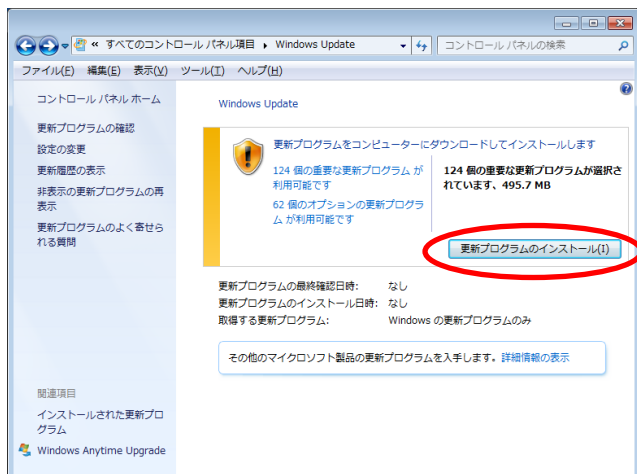 « すべてのコントロール パネル項目 ▸ Windows Update
コントロール パネルの検索
ファイル(F) 編集(E) 表示(V) ツール(T) ヘルプ(H)
コントロール パネル ホーム
更新プログラムの確認
設定の変更
更新履歴の表示
非表示の更新プログラムの再
表示
更新プログラムのよく寄せら
れる質問
Windows Update
更新プログラムをコンピューターにダウンロードしてインストールします
124 個の重要な更新プログラム が
利用可能です
62 個のオプションの更新プログラ
ム が利用可能です
124 個の重要な更新プログラムが選択さ
れています、495.7 MB
更新プログラムのインストール(I)
更新プログラムの最終確認日時: なし
更新プログラムのインストール日時: なし
取得する更新プログラム: Windows の更新プログラムのみ
その他のマイクロソフト製品の更新プログラムを入手します。詳細情報の表示
関連項目
インストールされた更新プロ
グラム
Windows Anytime Upgrade